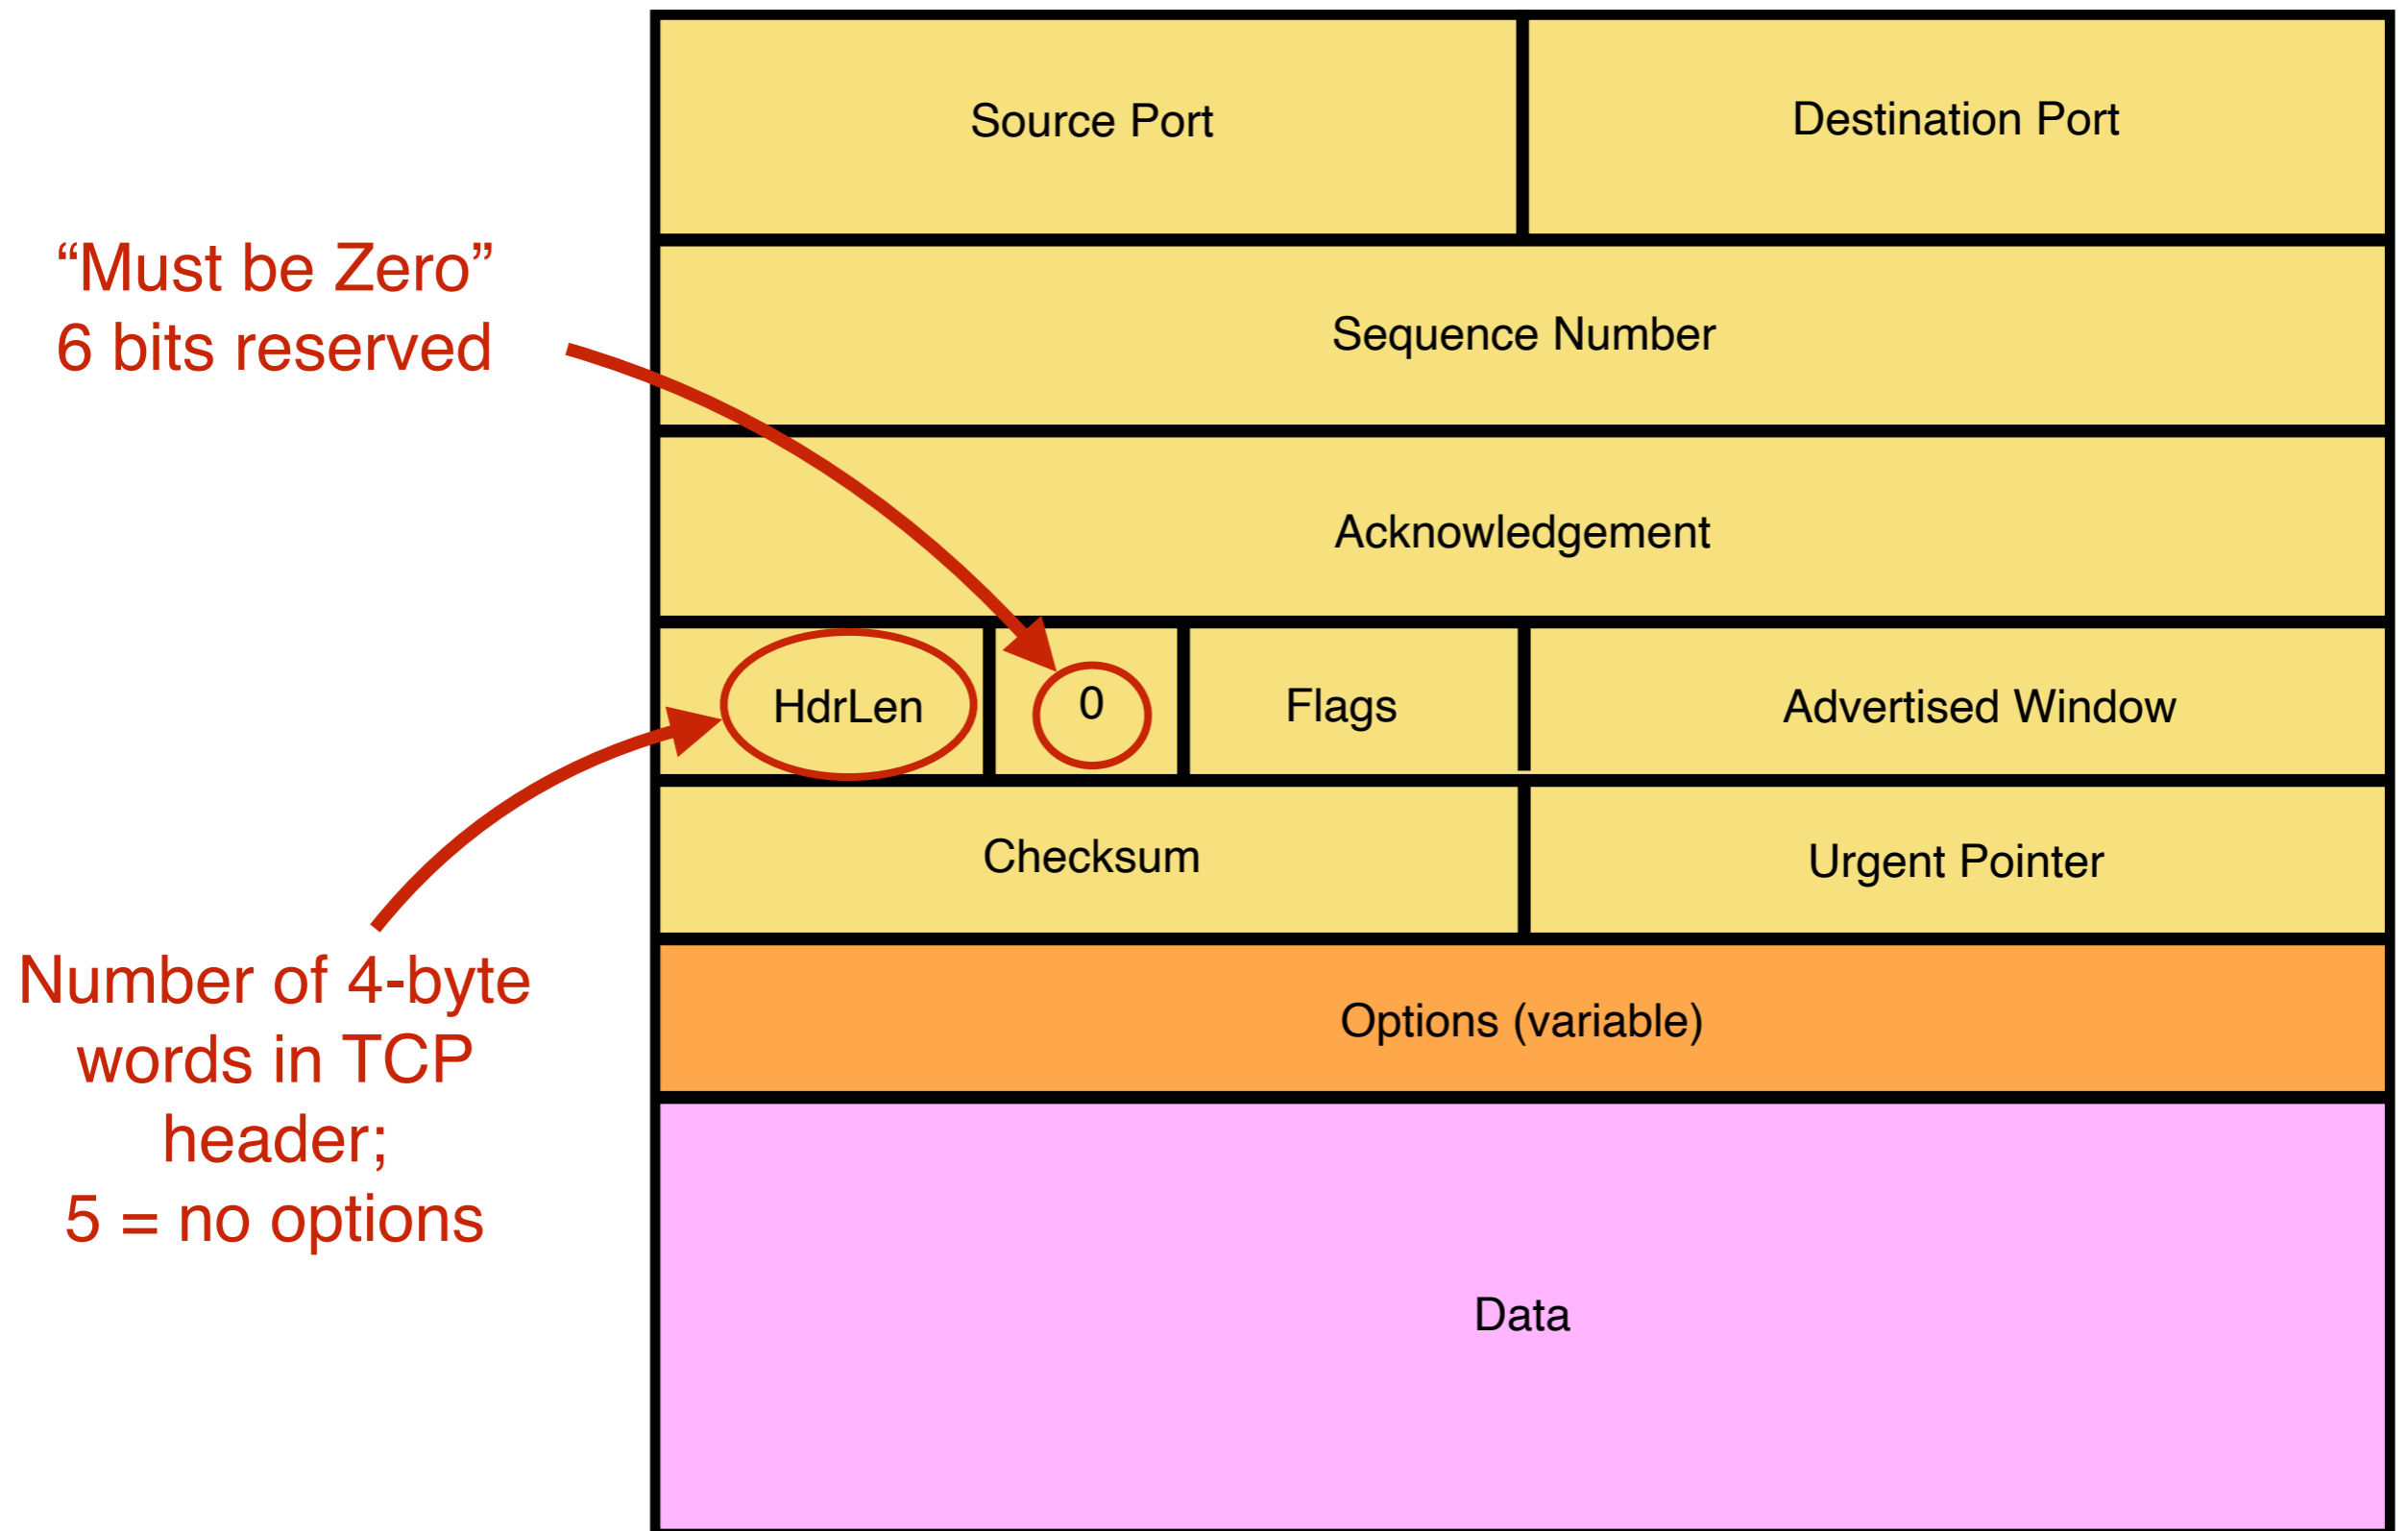 Source Port
Destination Port
“Must be Zero”
6 bits reserved
Sequence Number
Acknowledgement
HdrLen
0
Flags
Advertised Window
Checksum
Urgent Pointer
Number of 4-byte
words in TCP
header;
5 = no options
Options (variable)
Data